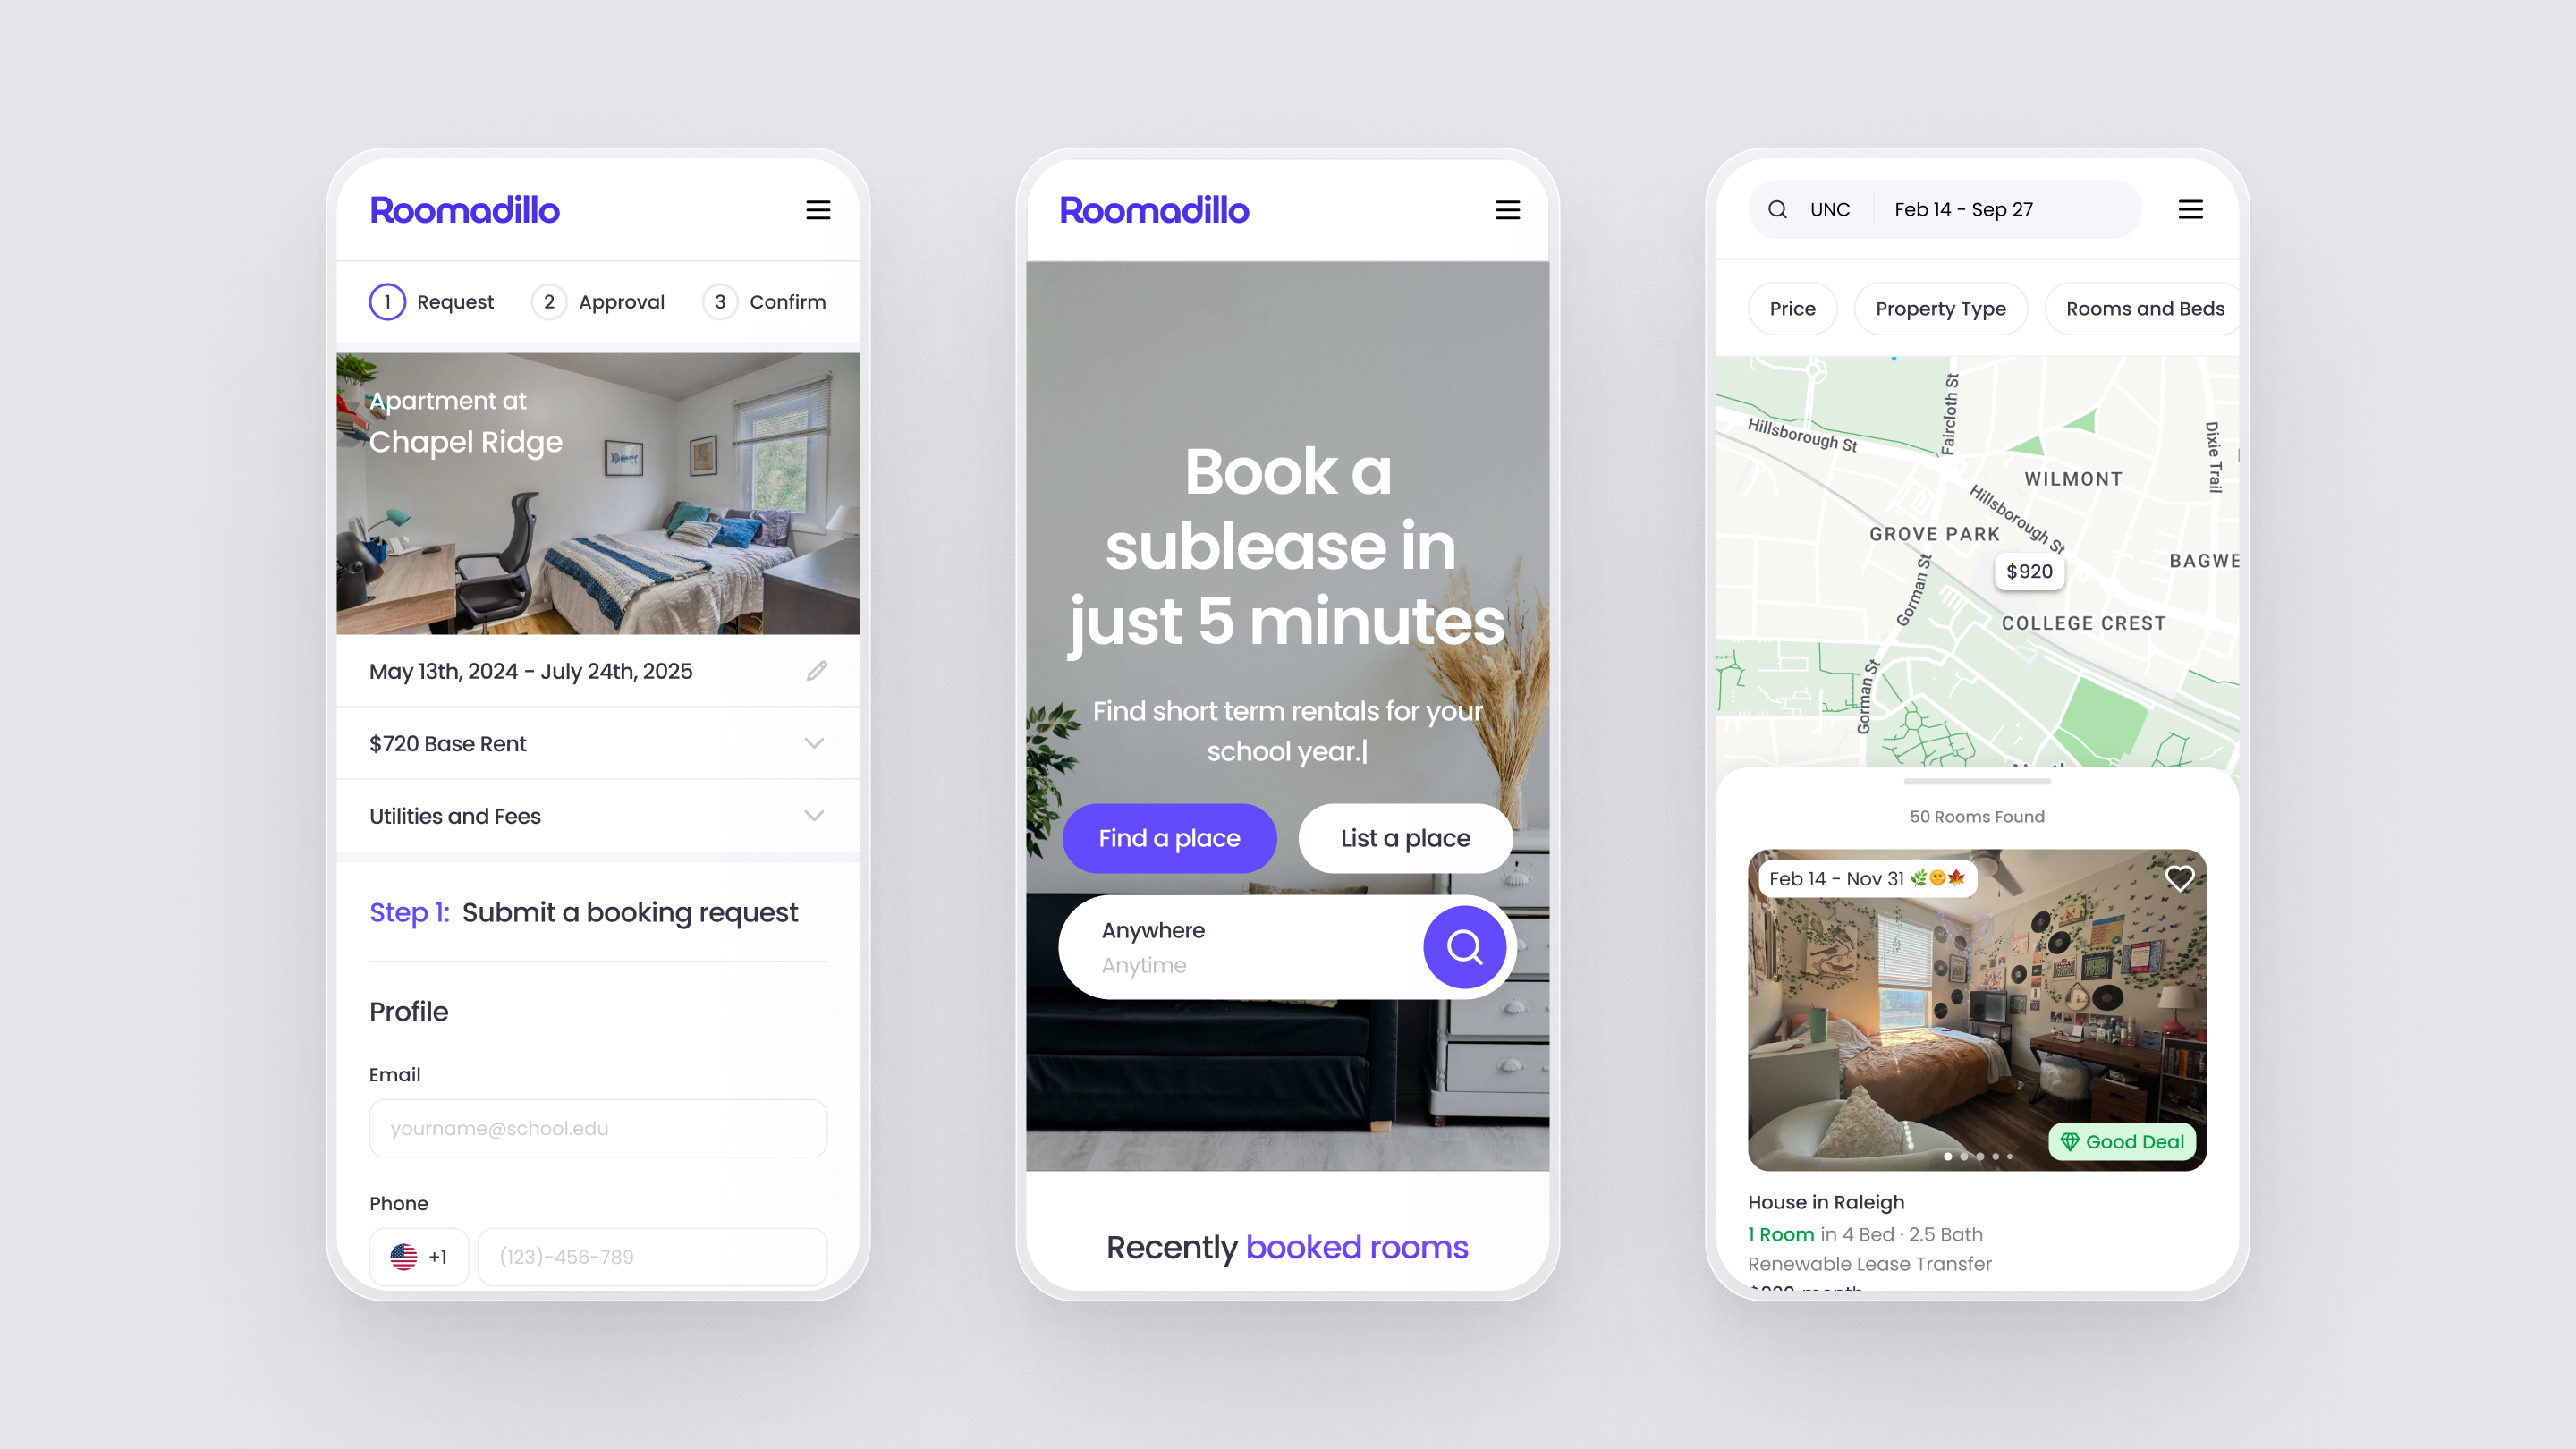 Roomadillo
1 Request 2 Approval 3 Confirm
Apartment at
Chapel Ridge
May 13th, 2024 - July 24th, 2025
$720 Base Rent
Utilities and Fees
Step 1: Submit a booking request
Profile
Email
yourname@school.edu
Phone
+1 (123)-456-789
Roomadillo
Book a
sublease in
just 5 minutes
Find short term rentals for your
school year.|
Find a place List a place
Anywhere
Anytime
Recently booked rooms
UNC Feb 14 - Sep 27
Price Property Type Rooms and Beds
Faircloth St
Hillsborough St
Dixie Trail
WILMONT
Hillsborough St
GROVE PARK
BAGWE
$920
Gorman St
COLLEGE CREST
Gorman St
50 Rooms Found
Feb 14 - Nov 31 🌿🌞🍁
Good Deal
House in Raleigh
1 Room in 4 Bed · 2.5 Bath
Renewable Lease Transfer